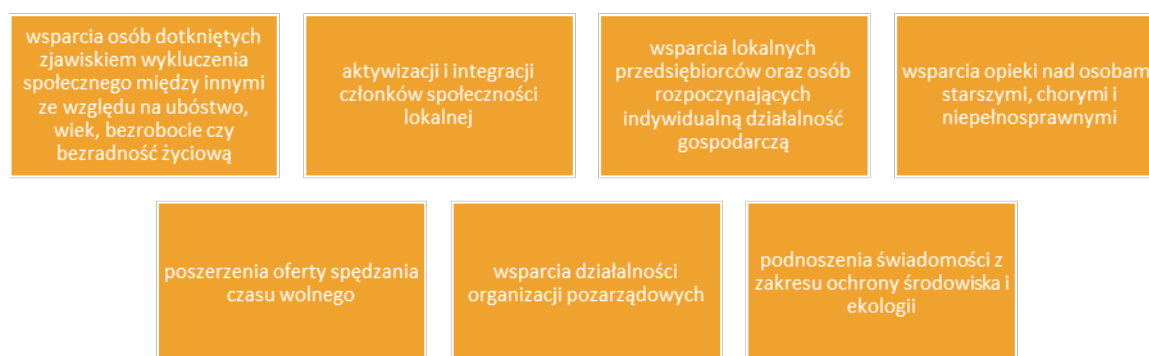 wsparcia osób dotkniętych
zjawiskiem wykluczenia
społecznego między innymi
ze względu na ubóstwo,
wiek, bezrobocie czy
bezradność życiową
aktywizacji i integracji
członków społeczności
lokalnej
wsparcia lokalnych
przedsiębiorców oraz osób
rozpoczynających
indywidualną działalność
gospodarczą
wsparcia opieki nad osobam
starszymi, chorymi i
niepełnosprawnymi
poszerzenia oferty spędzania
czasu wolnego
wsparcia działalności
organizacji pozarządowych
podnoszenia świadomości z
zakresu ochrony środowiska i
ekologii